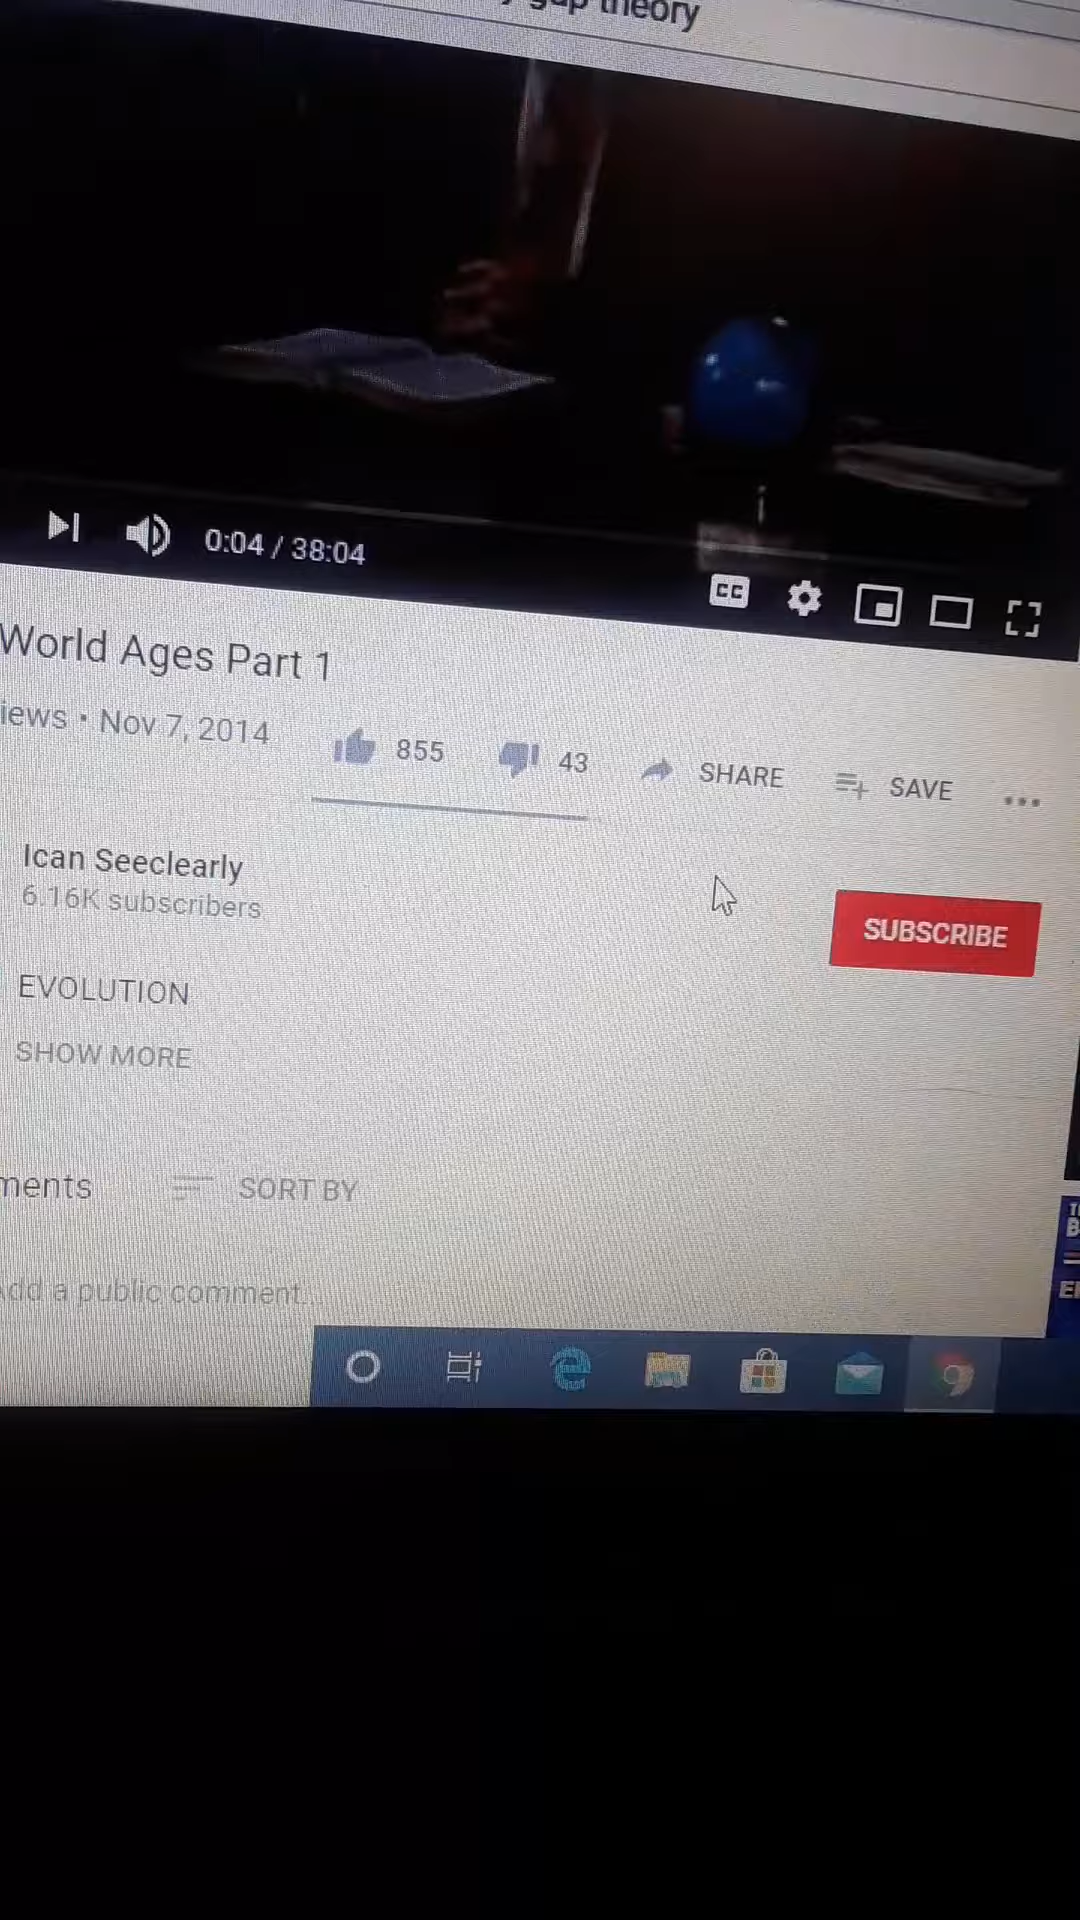 gap theory
0:04 / 38:04
CC
World Ages Part 1
iews • Nov 7, 2014
855
43
SHARE
SAVE
Ican Seeclearly
6.16K subscribers
SUBSCRIBE
EVOLUTION
SHOW MORE
ments
SORT BY
dd a public comment...